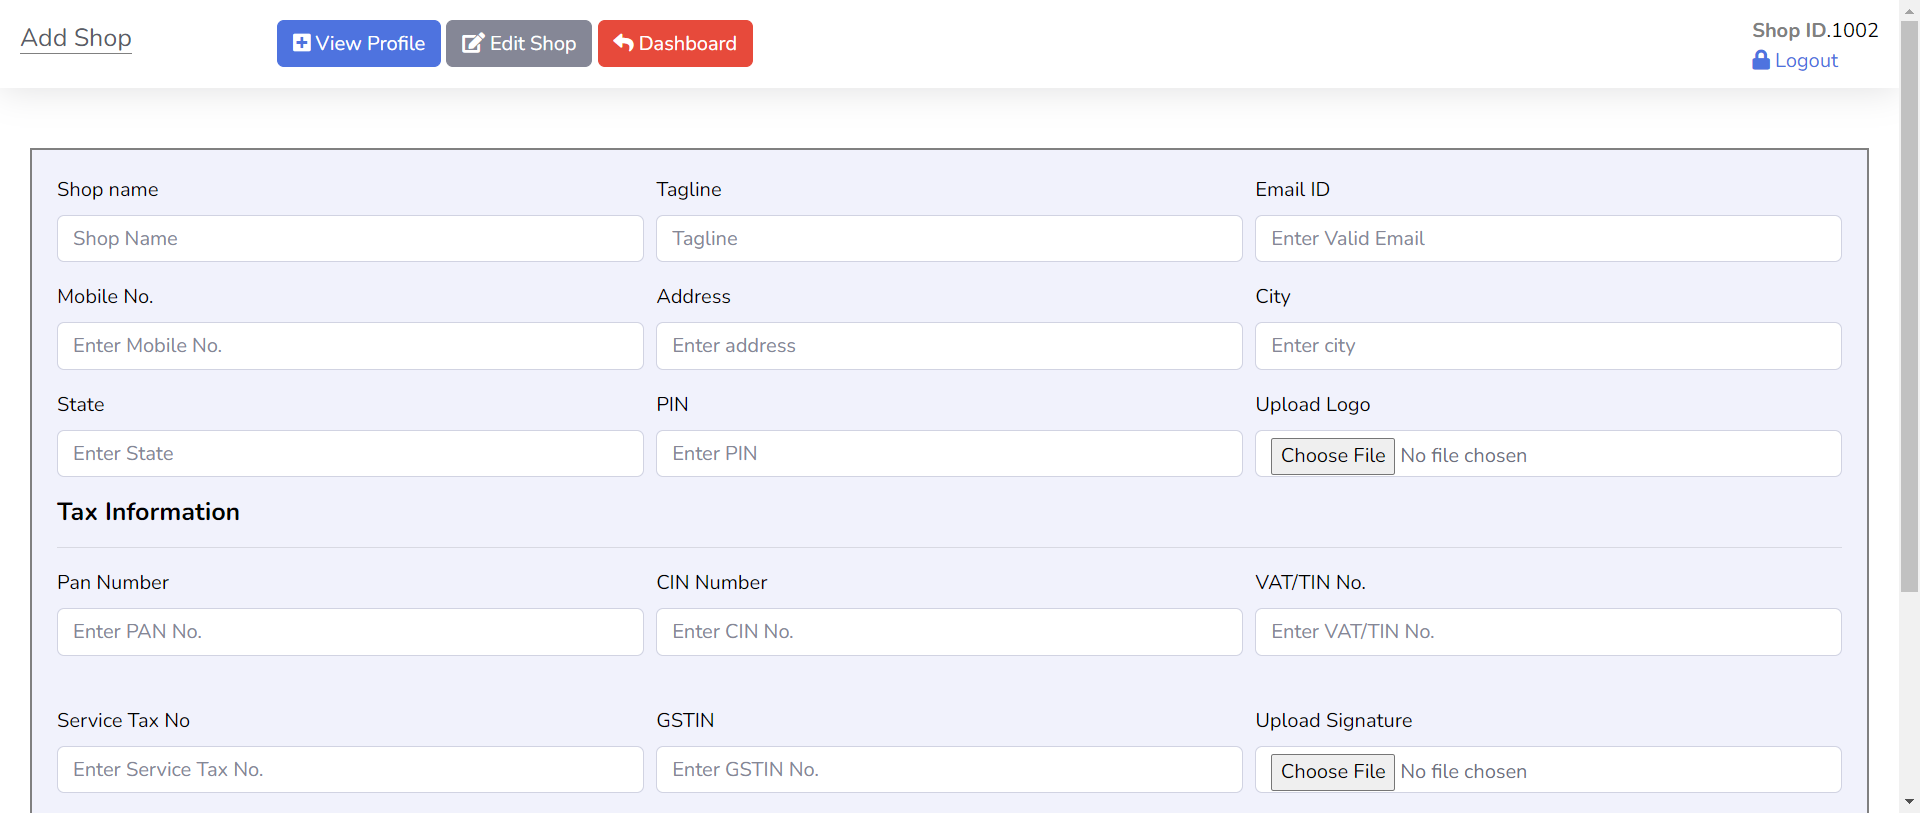 Add Shop
View Profile
Edit Shop
Dashboard
Shop ID.1002
Logout
Shop name
Tagline
Email ID
Shop Name
Tagline
Enter Valid Email
Mobile No.
Address
City
Enter Mobile No.
Enter address
Enter city
State
PIN
Upload Logo
Enter State
Enter PIN
Choose File No file chosen
Tax Information
Pan Number
CIN Number
VAT/TIN No.
Enter PAN No.
Enter CIN No.
Enter VAT/TIN No.
Service Tax No
GSTIN
Upload Signature
Enter Service Tax No.
Enter GSTIN No.
Choose File No file chosen